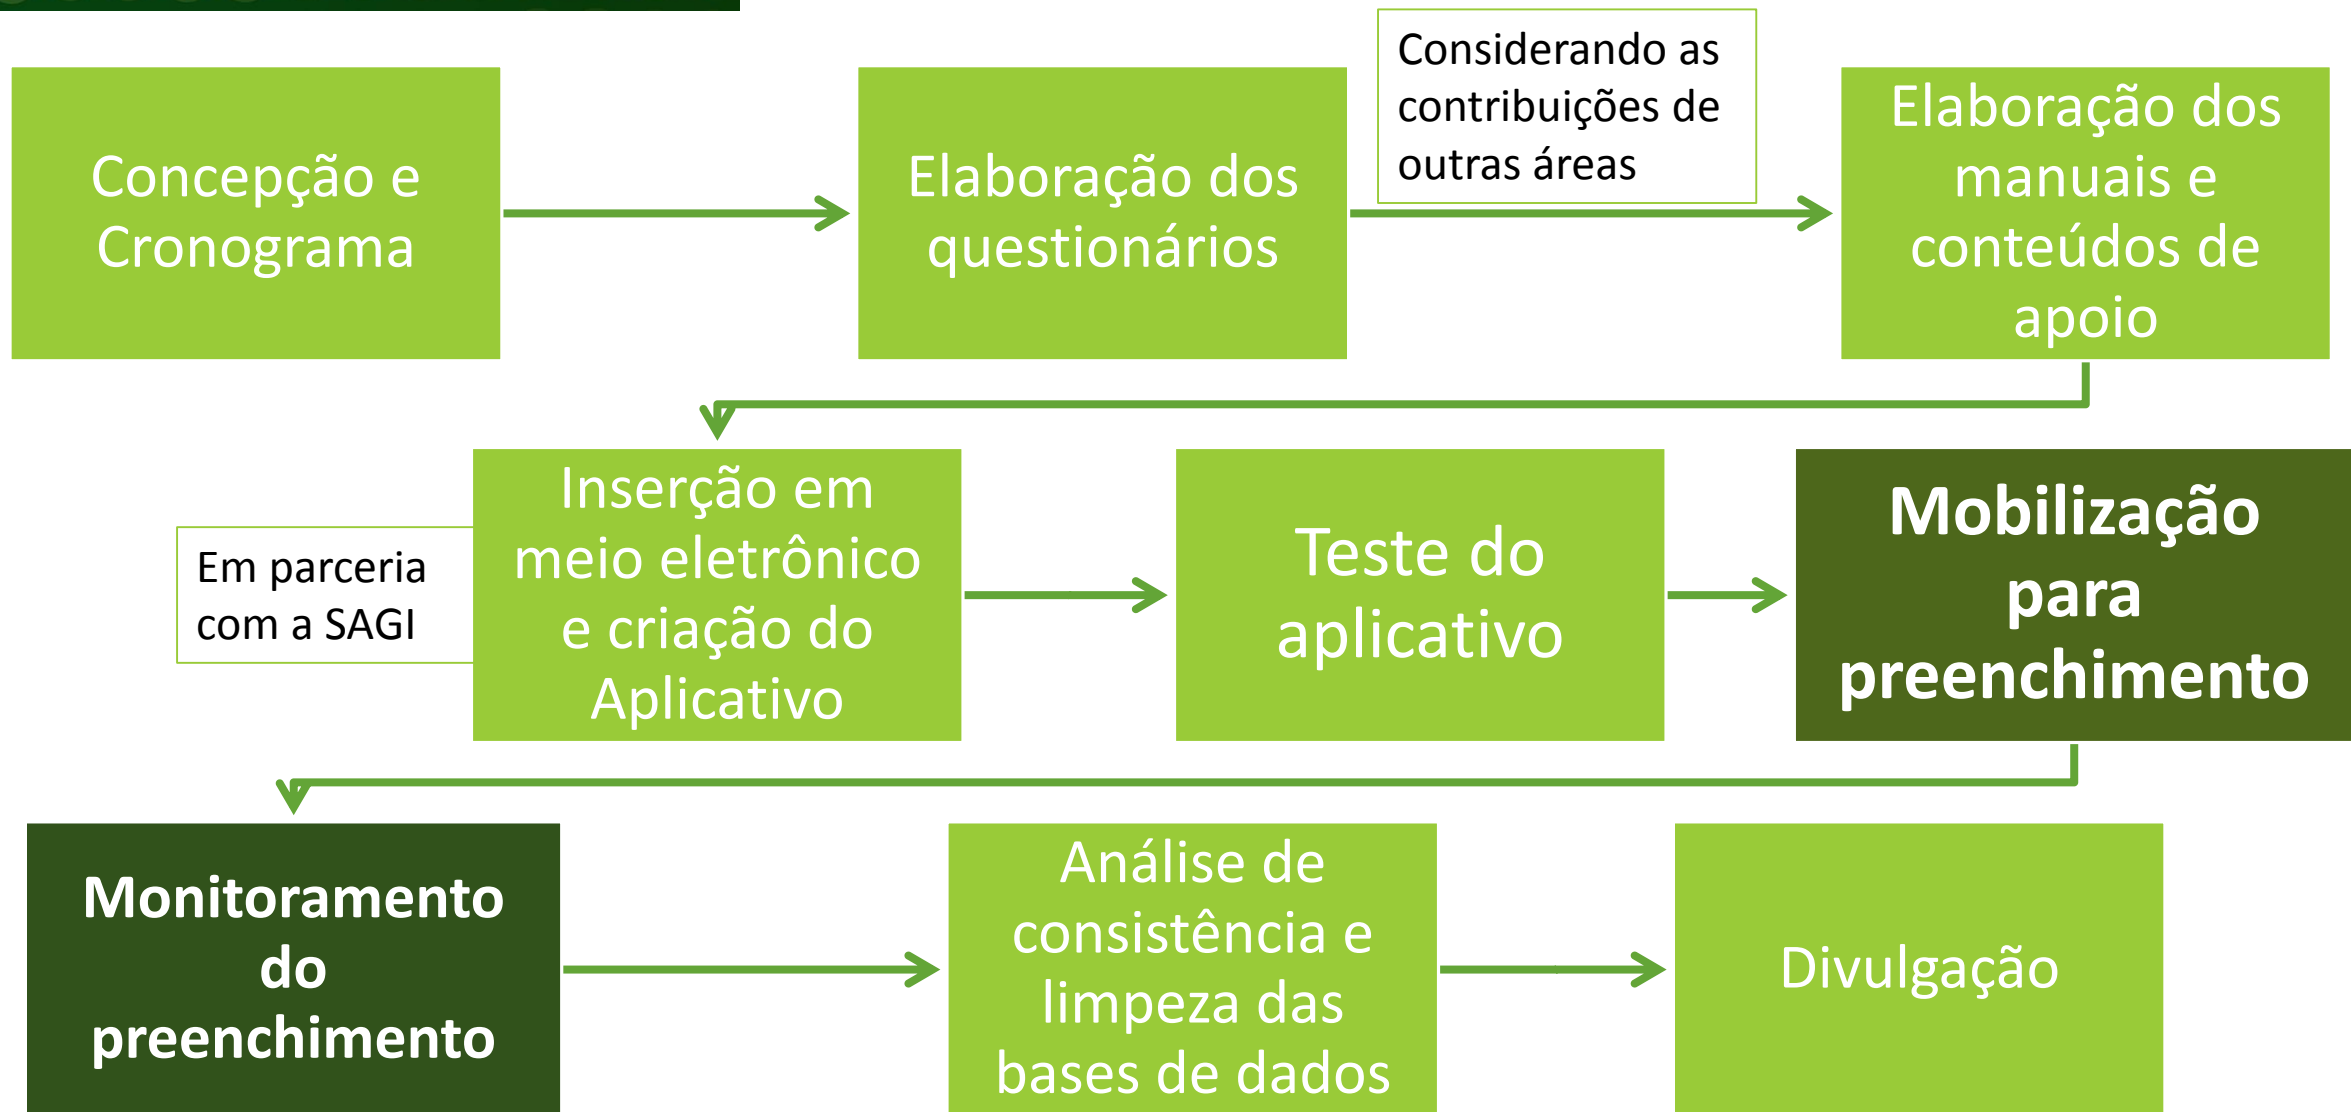 Concepção e
Cronograma
Elaboração dos
questionários
Considerando as
contribuições de
outras áreas
Elaboração dos
manuais e
conteúdos de
apoio
Em parceria
com a SAGI
Inserção em
meio eletrônico
e criação do
Aplicativo
Teste do
aplicativo
Mobilização
para
preenchimento
Monitoramento
do
preenchimento
Análise de
consistência e
limpeza das
bases de dados
Divulgação